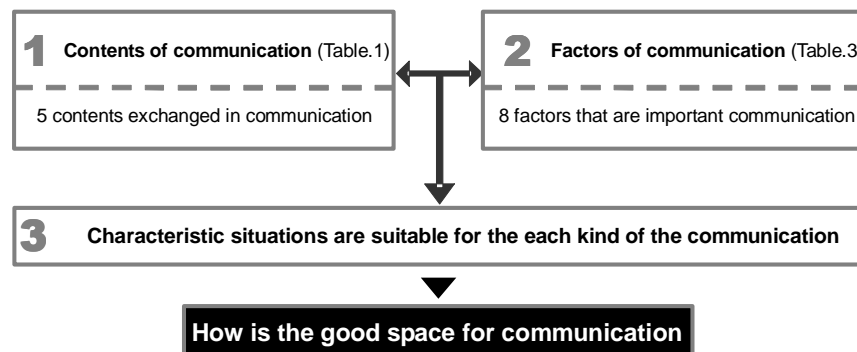 1 Contents of communication (Table.1)
5 contents exchanged in communication
2 Factors of communication (Table.3
8 factors that are important communication
3 Characteristic situations are suitable for the each kind of the communication
How is the good space for communication